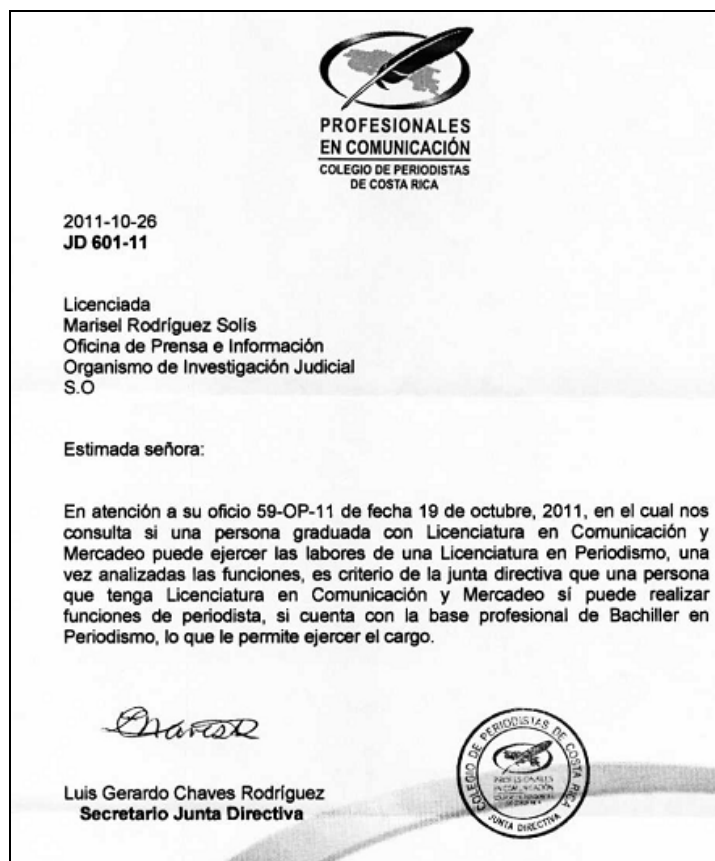 PROFESIONALES
EN COMUNICACIÓN
COLEGIO DE PERIODISTAS
DE COSTA RICA
2011-10-26
JD 601-11
Licenciada
Marisel Rodríguez Solís
Oficina de Prensa e Información
Organismo de Investigación Judicial
S.O
Estimada señora:
En atención a su oficio 59-OP-11 de fecha 19 de octubre, 2011, en el cual nos
consulta si una persona graduada con Licenciatura en Comunicación y
Mercadeo puede ejercer las labores de una Licenciatura en Periodismo, una
vez analizadas las funciones, es criterio de la junta directiva que una persona
que tenga Licenciatura en Comunicación y Mercadeo sí puede realizar
funciones de periodista, si cuenta con la base profesional de Bachiller en
Periodismo, lo que le permite ejercer el cargo.
Luis Gerardo Chaves Rodríguez
Secretario Junta Directiva
COLEGIO DE PERIODISTAS DE COSTA RICA
PROFESIONALES
EN COMUNICACIÓN
JUNTA DIRECTIVA